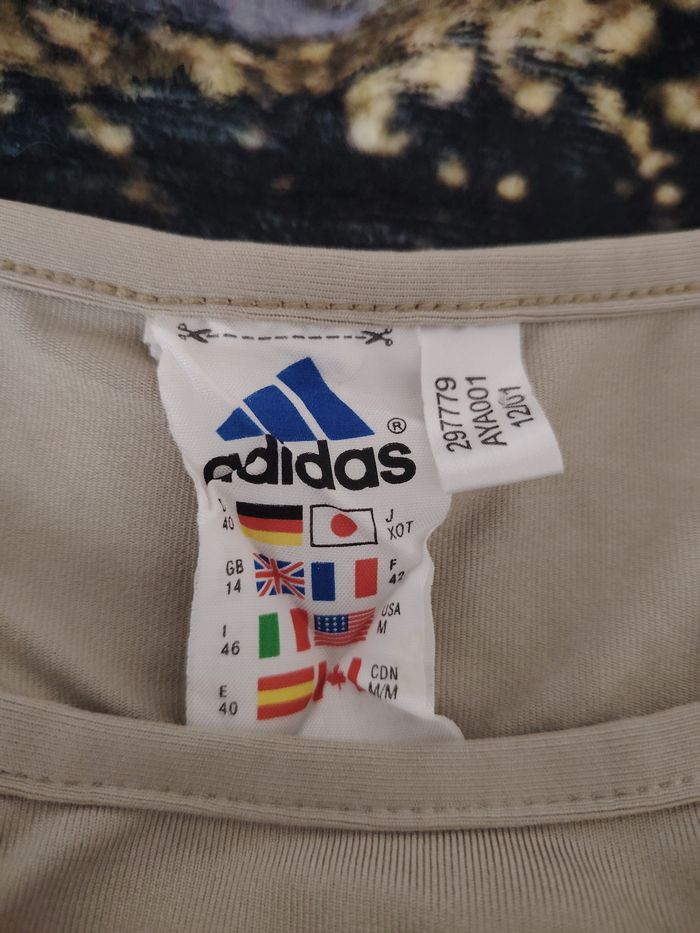 adidas
®
40
J
XOT
GB
14
F
42
I
46
USA
M
E
40
CDN
M/M
297779
AYA001
12/01